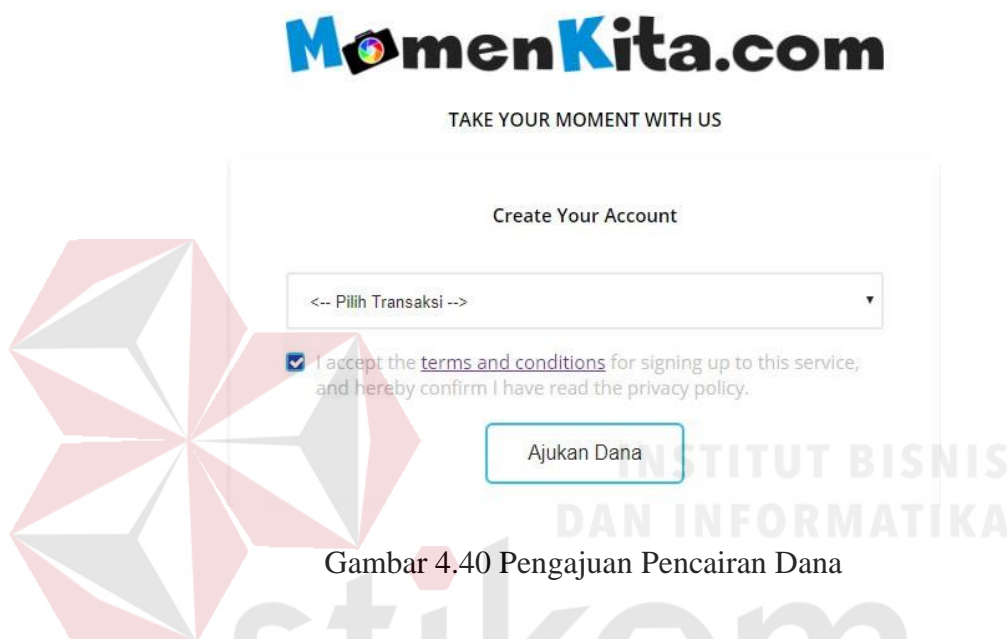 MomenKita.com
TAKE YOUR MOMENT WITH US
Create Your Account
<-- Pilih Transaksi -->
I accept the terms and conditions for signing up to this service,
and hereby confirm I have read the privacy policy.
Ajukan Dana
INSTITUT BISNIS
DAN INFORMATIKA
Gambar 4.40 Pengajuan Pencairan Dana
stikom